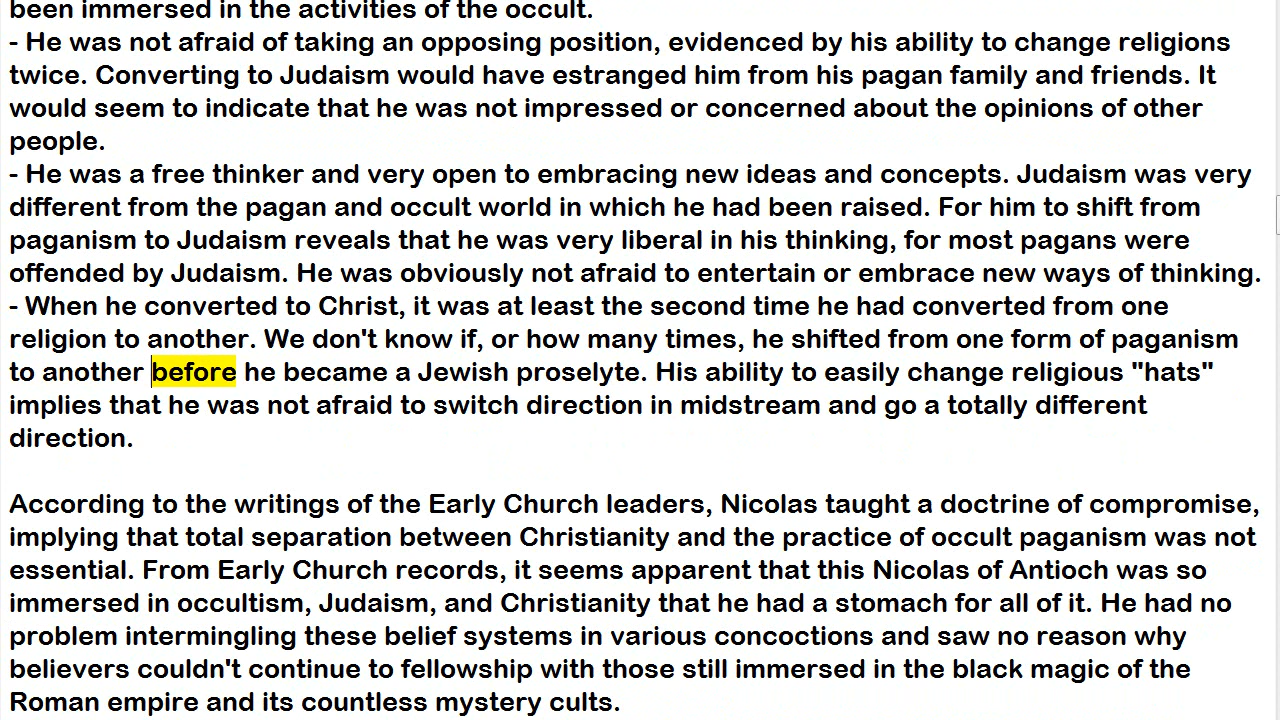 been immersed in the activities of the occult.
- He was not afraid of taking an opposing position, evidenced by his ability to change religions
twice. Converting to Judaism would have estranged him from his pagan family and friends. It
would seem to indicate that he was not impressed or concerned about the opinions of other
people.
- He was a free thinker and very open to embracing new ideas and concepts. Judaism was very
different from the pagan and occult world in which he had been raised. For him to shift from
paganism to Judaism reveals that he was very liberal in his thinking, for most pagans were
offended by Judaism. He was obviously not afraid to entertain or embrace new ways of thinking.
- When he converted to Christ, it was at least the second time he had converted from one
religion to another. We don't know if, or how many times, he shifted from one form of paganism
to another before he became a Jewish proselyte. His ability to easily change religious "hats"
implies that he was not afraid to switch direction in midstream and go a totally different
direction.
According to the writings of the Early Church leaders, Nicolas taught a doctrine of compromise,
implying that total separation between Christianity and the practice of occult paganism was not
essential. From Early Church records, it seems apparent that this Nicolas of Antioch was so
immersed in occultism, Judaism, and Christianity that he had a stomach for all of it. He had no
problem intermingling these belief systems in various concoctions and saw no reason why
believers couldn't continue to fellowship with those still immersed in the black magic of the
Roman empire and its countless mystery cults.